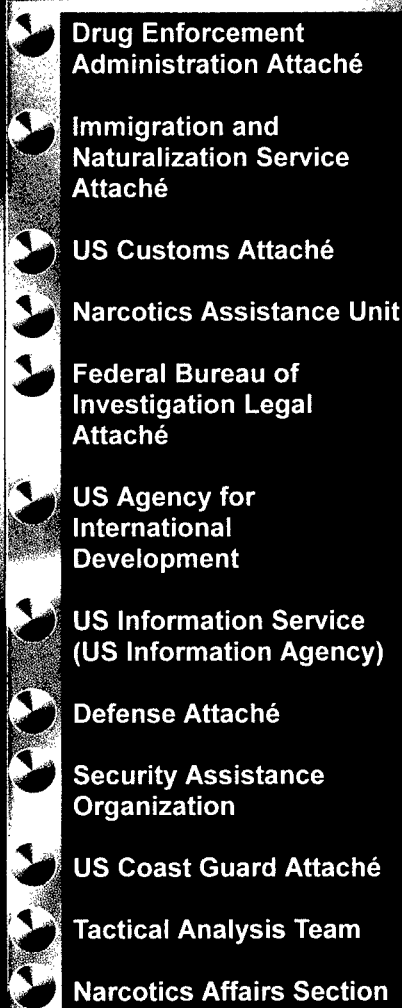 Drug Enforcement
Administration Attaché
Immigration and
Naturalization Service
Attaché
US Customs Attaché
Narcotics Assistance Unit
Federal Bureau of
Investigation Legal
Attaché
US Agency for
International
Development
US Information Service
(US Information Agency)
Defense Attaché
Security Assistance
Organization
US Coast Guard Attaché
Tactical Analysis Team
Narcotics Affairs Section